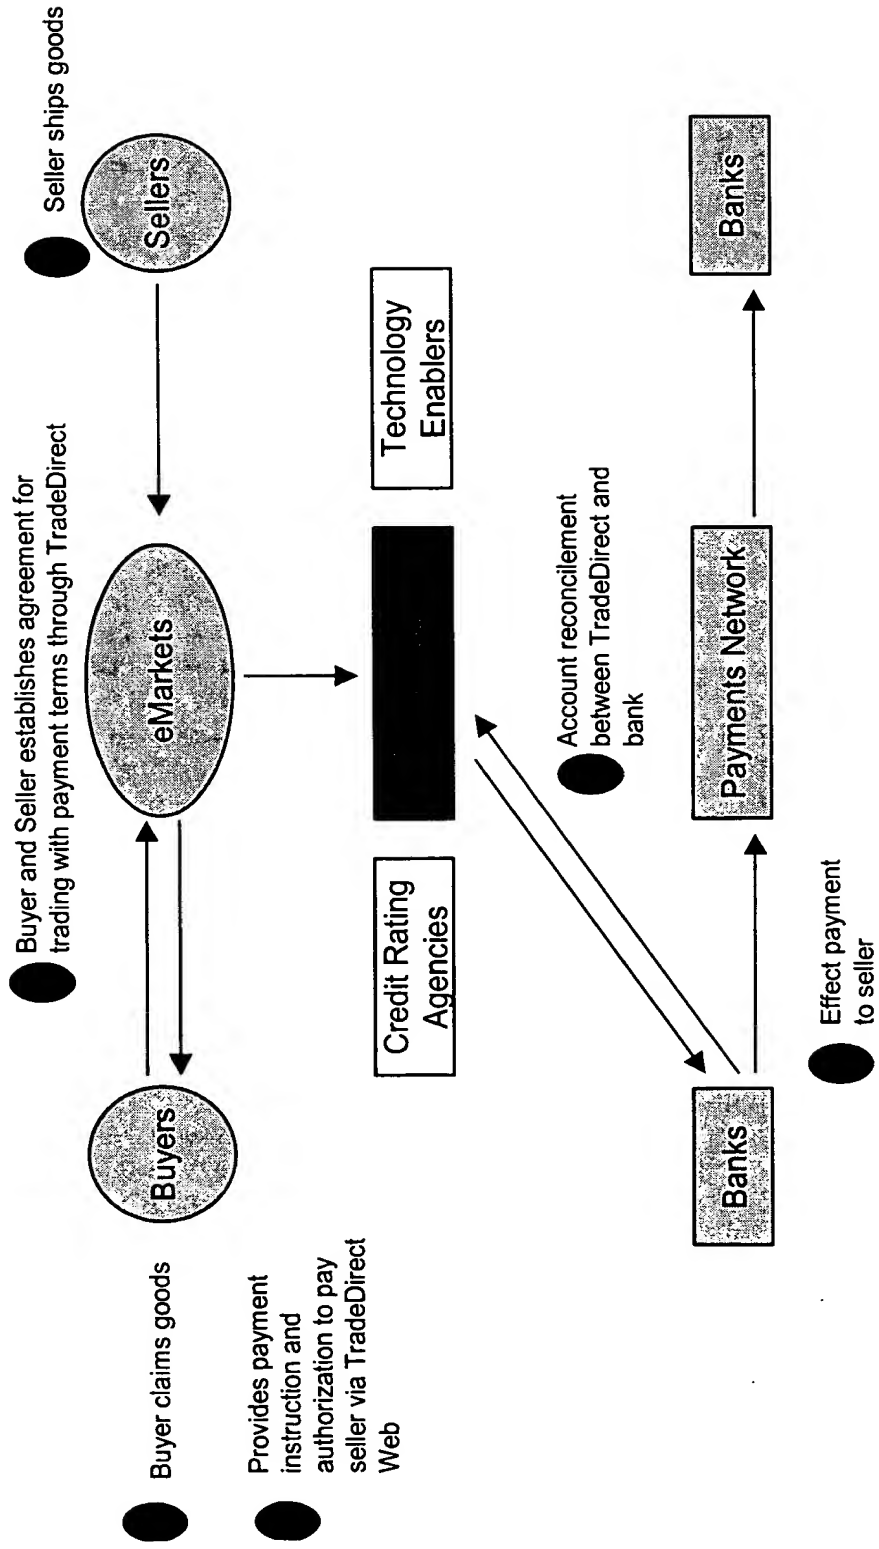 Buyer and Seller establishes agreement for
trading with payment terms through TradeDirect
Seller ships goods
Buyer claims goods
Buyers
eMarkets
Sellers
Provides payment
instruction and
authorization to pay
seller via TradeDirect
Web
Credit Rating
Agencies
Technology
Enablers
Account reconcilement
between TradeDirect and
bank
Banks
Payments Network
Banks
Effect payment
to seller